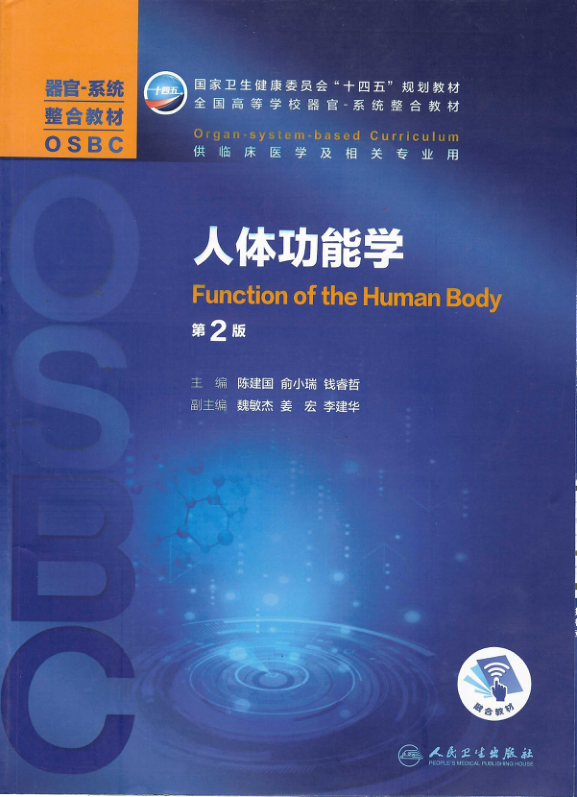 器官-系统
整合教材
OSBC
十四五
国家卫生健康委员会“十四五”规划教材
全国高等学校器官-系统整合教材
Organ-system-based Curriculum
供临床医学及相关专业用
OSBC
人体功能学
Function of the Human Body
第2版
主 编 陈建国 俞小瑞 钱睿哲
副主编 魏敏杰 姜 宏 李建华
融合教材
人民卫生出版社
PEOPLE'S MEDICAL PUBLISHING HOUSE